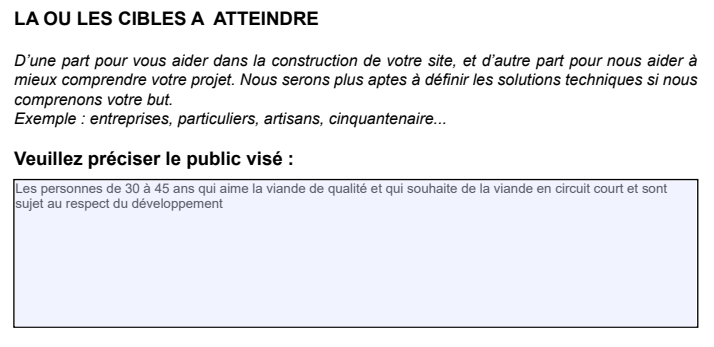 LA OU LES CIBLES A  ATTEINDRE
D'une part pour vous aider dans la construction de votre site, et d'autre part pour nous aider à
mieux comprendre votre projet. Nous serons plus aptes à définir les solutions techniques si nous
comprenons votre but.
Exemple : entreprises, particuliers, artisans, cinquantenaire...
Veuillez préciser le public visé :
Les personnes de 30 à 45 ans qui aime la viande de qualité et qui souhaite de la viande en circuit court et sont
sujet au respect du développement